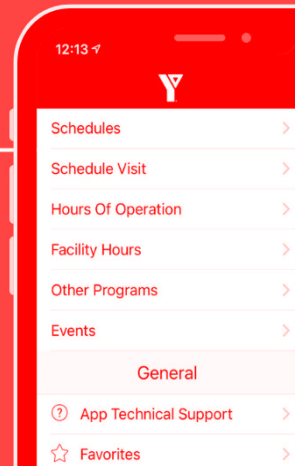 12:13
Schedules
Schedule Visit
Hours Of Operation
Facility Hours
Other Programs
Events
General
App Technical Support
Favorites